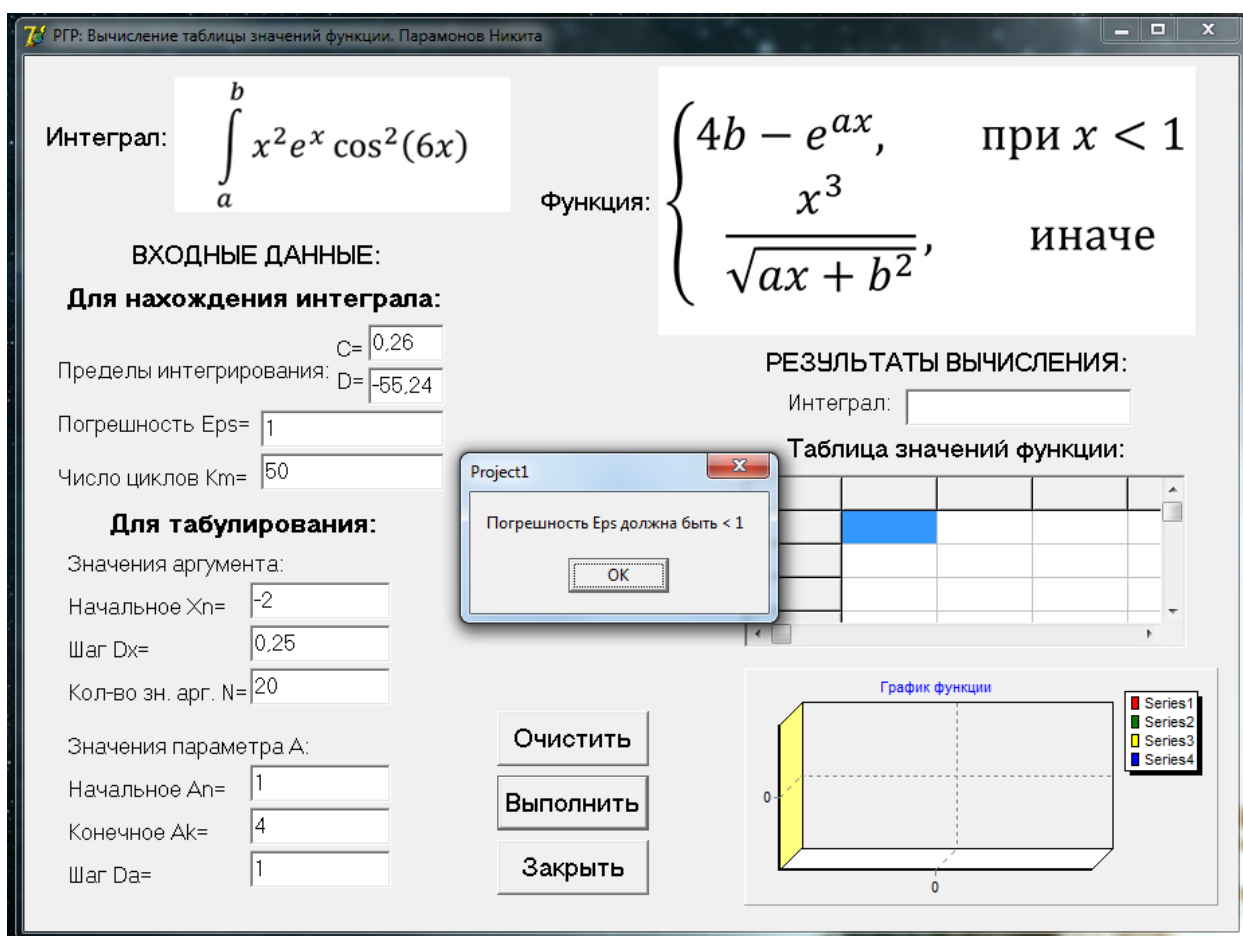 РГР: Вычисление таблицы значений функции. Парамонов Никита
Интеграл:
b
∫ x²eˣ cos²(6x)
a
Функция:
4b − e^{ax}, при x < 1
x³
√(ax + b²), иначе
ВХОДНЫЕ ДАННЫЕ:
Для нахождения интеграла:
Пределы интегрирования:
C= 0,26
D= -55,24
Погрешность Eps= 1
Число циклов Km= 50
Для табулирования:
Значения аргумента:
Начальное Xn= -2
Шаг Dx= 0,25
Кол-во зн. арг. N= 20
Значения параметра A:
Начальное An= 1
Конечное Ak= 4
Шаг Da= 1
Project1
Погрешность Eps должна быть < 1
OK
Очистить
Выполнить
Закрыть
РЕЗУЛЬТАТЫ ВЫЧИСЛЕНИЯ:
Интеграл:
Таблица значений функции:
График функции
Series1
Series2
Series3
Series4
0
0